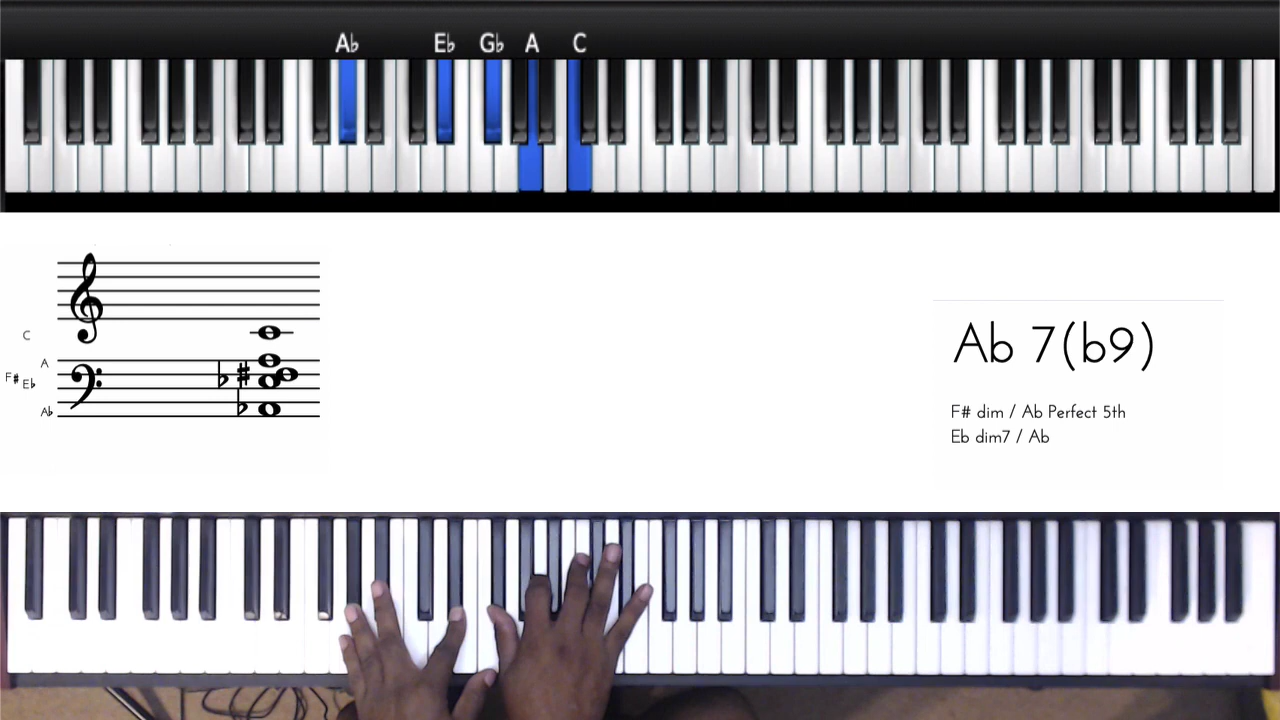 Ab Eb Gb A C
C
A
F# Eb
Ab
Ab 7(b9)
F# dim / Ab Perfect 5th
Eb dim7 / Ab